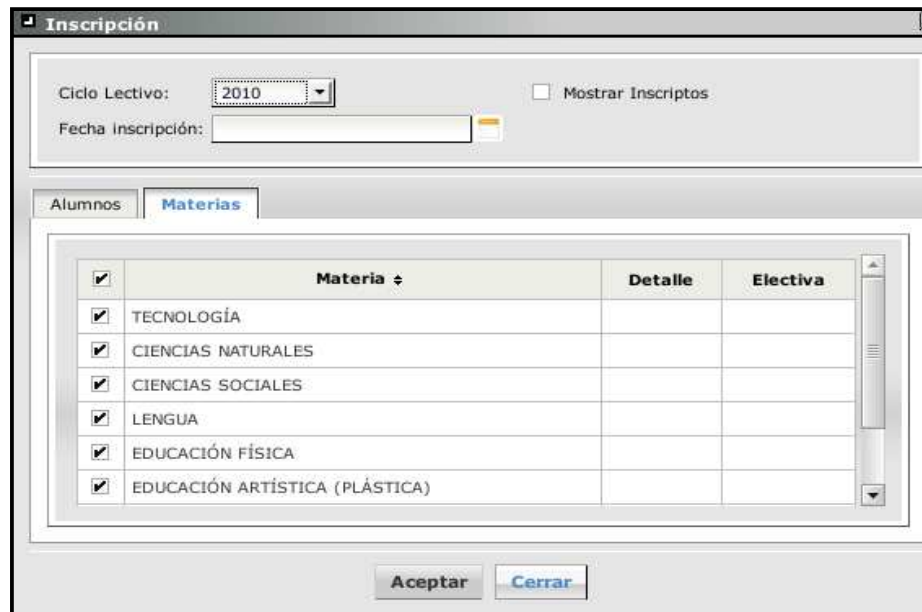 Inscripción
Ciclo Lectivo: 2010 Mostrar Inscriptos
Fecha inscripción:
Alumnos Materias
Materia Detalle Electiva
TECNOLOGÍA
CIENCIAS NATURALES
CIENCIAS SOCIALES
LENGUA
EDUCACIÓN FÍSICA
EDUCACIÓN ARTÍSTICA (PLÁSTICA)
Aceptar Cerrar